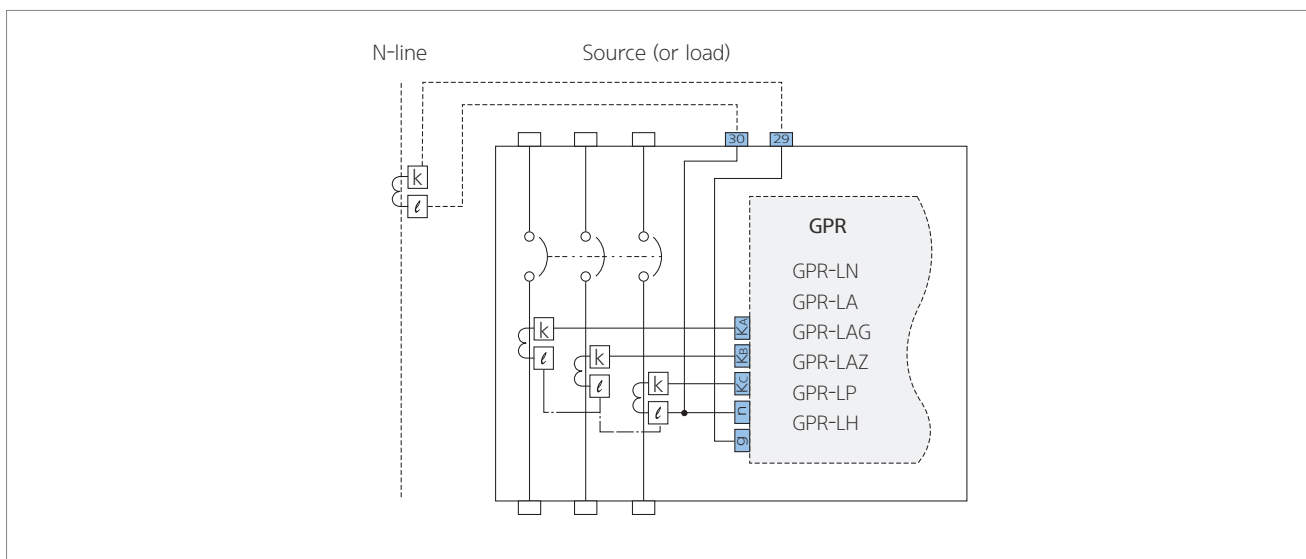 N-line
Source (or load)
30
29
k
ℓ
GPR
GPR-LN
GPR-LA
GPR-LAG
GPR-LAZ
GPR-LP
GPR-LH
k
ℓ
KA
k
ℓ
KB
k
ℓ
KC
n
g